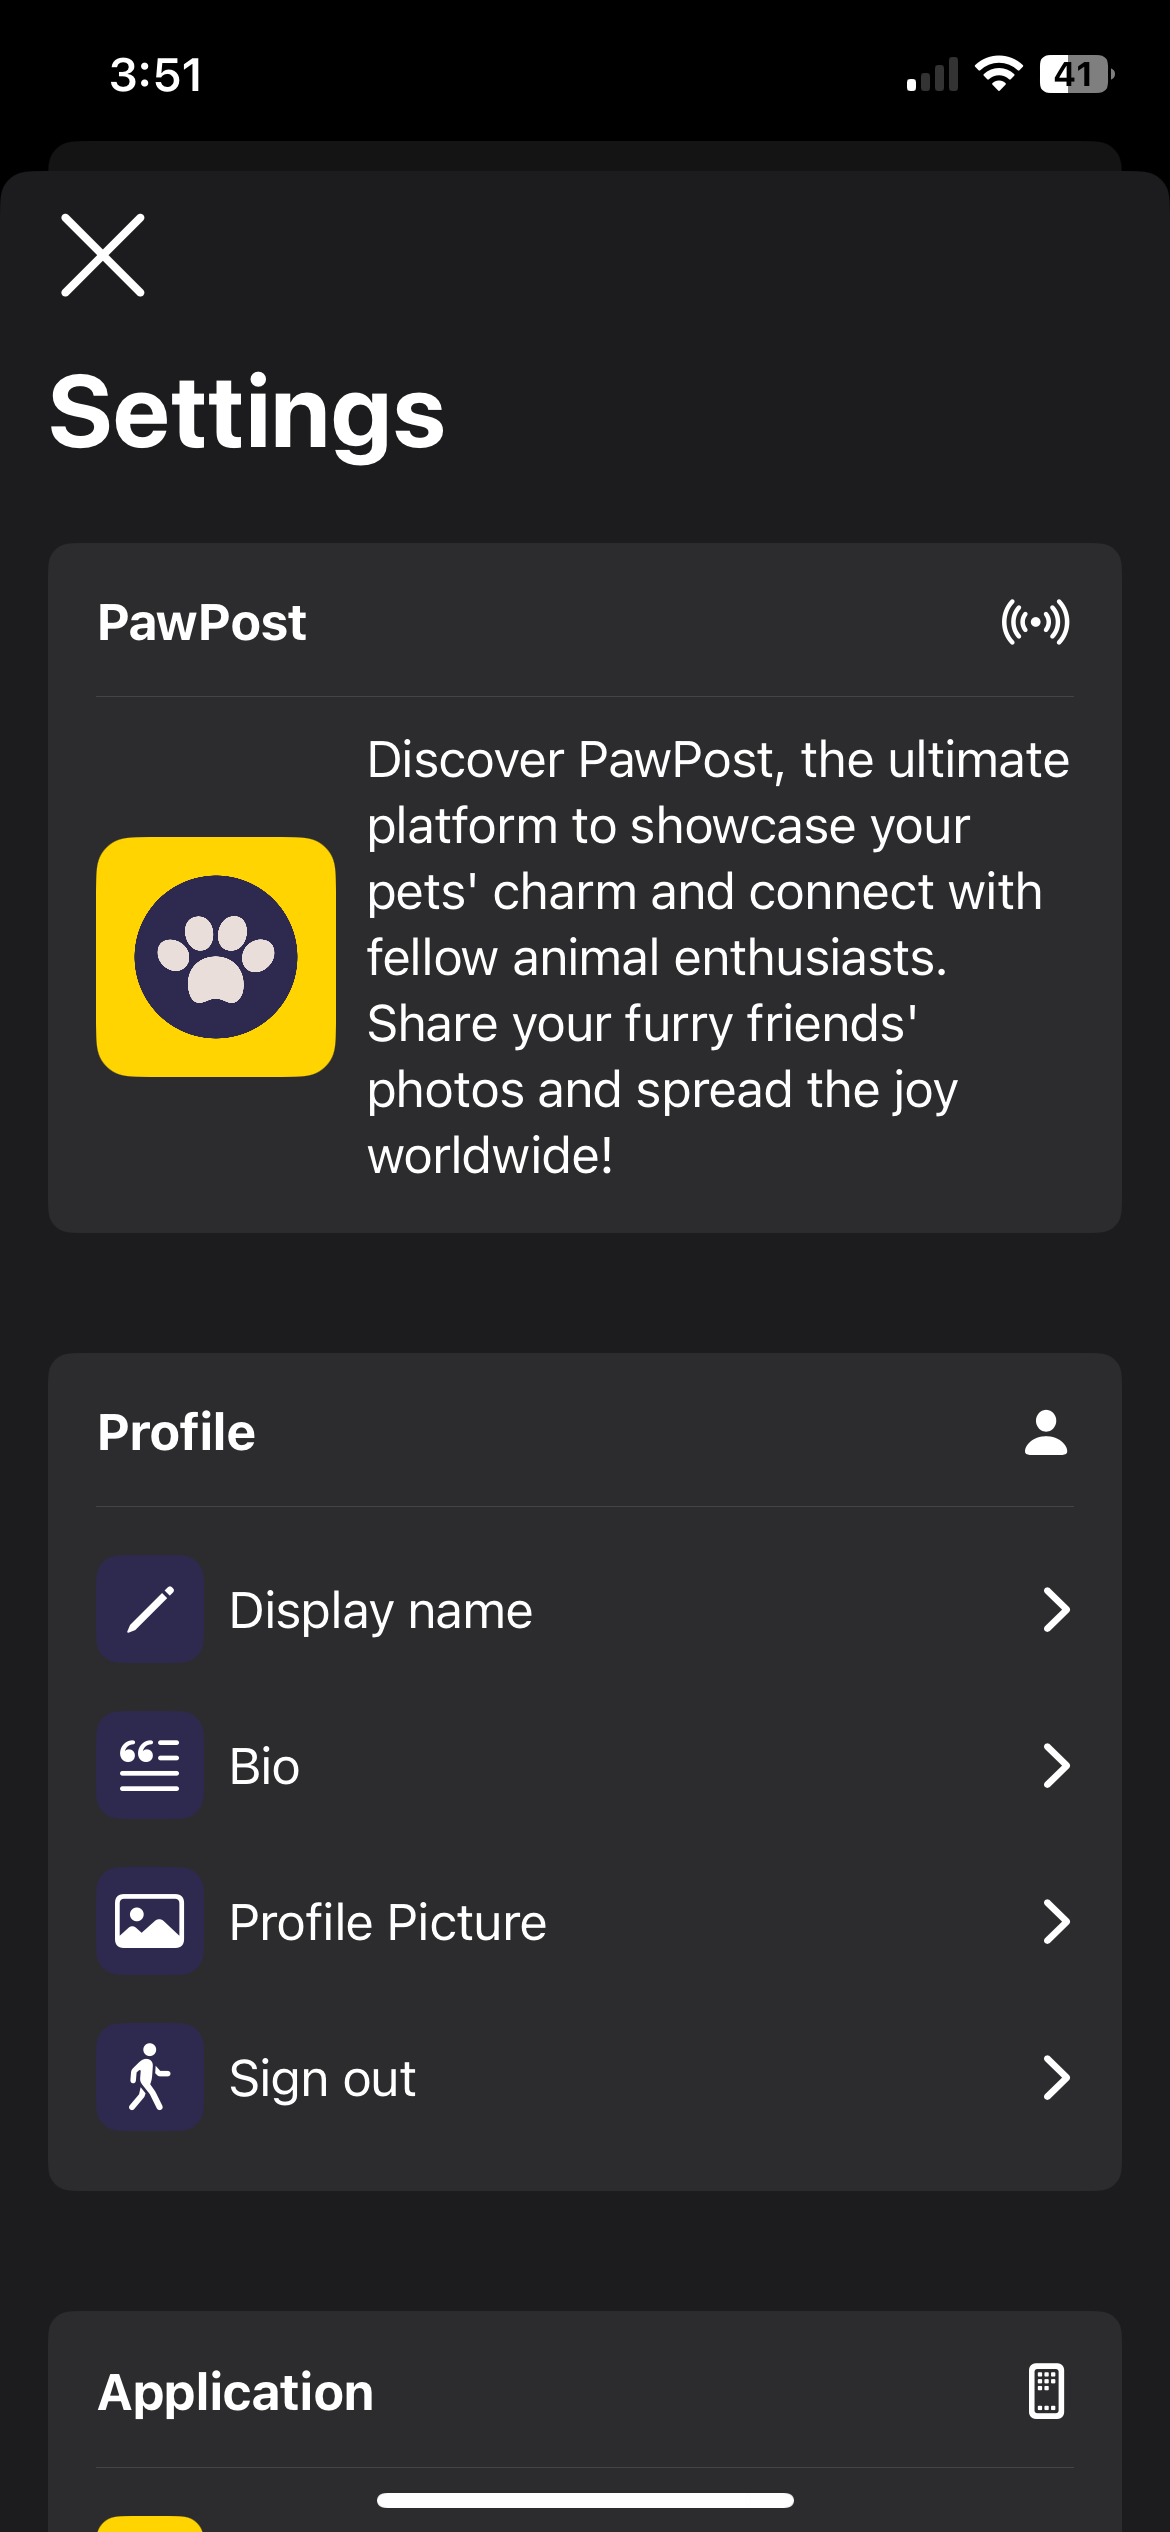 3:51
41
Settings
PawPost
Discover PawPost, the ultimate
platform to showcase your
pets' charm and connect with
fellow animal enthusiasts.
Share your furry friends'
photos and spread the joy
worldwide!
Profile
Display name
Bio
Profile Picture
Sign out
Application